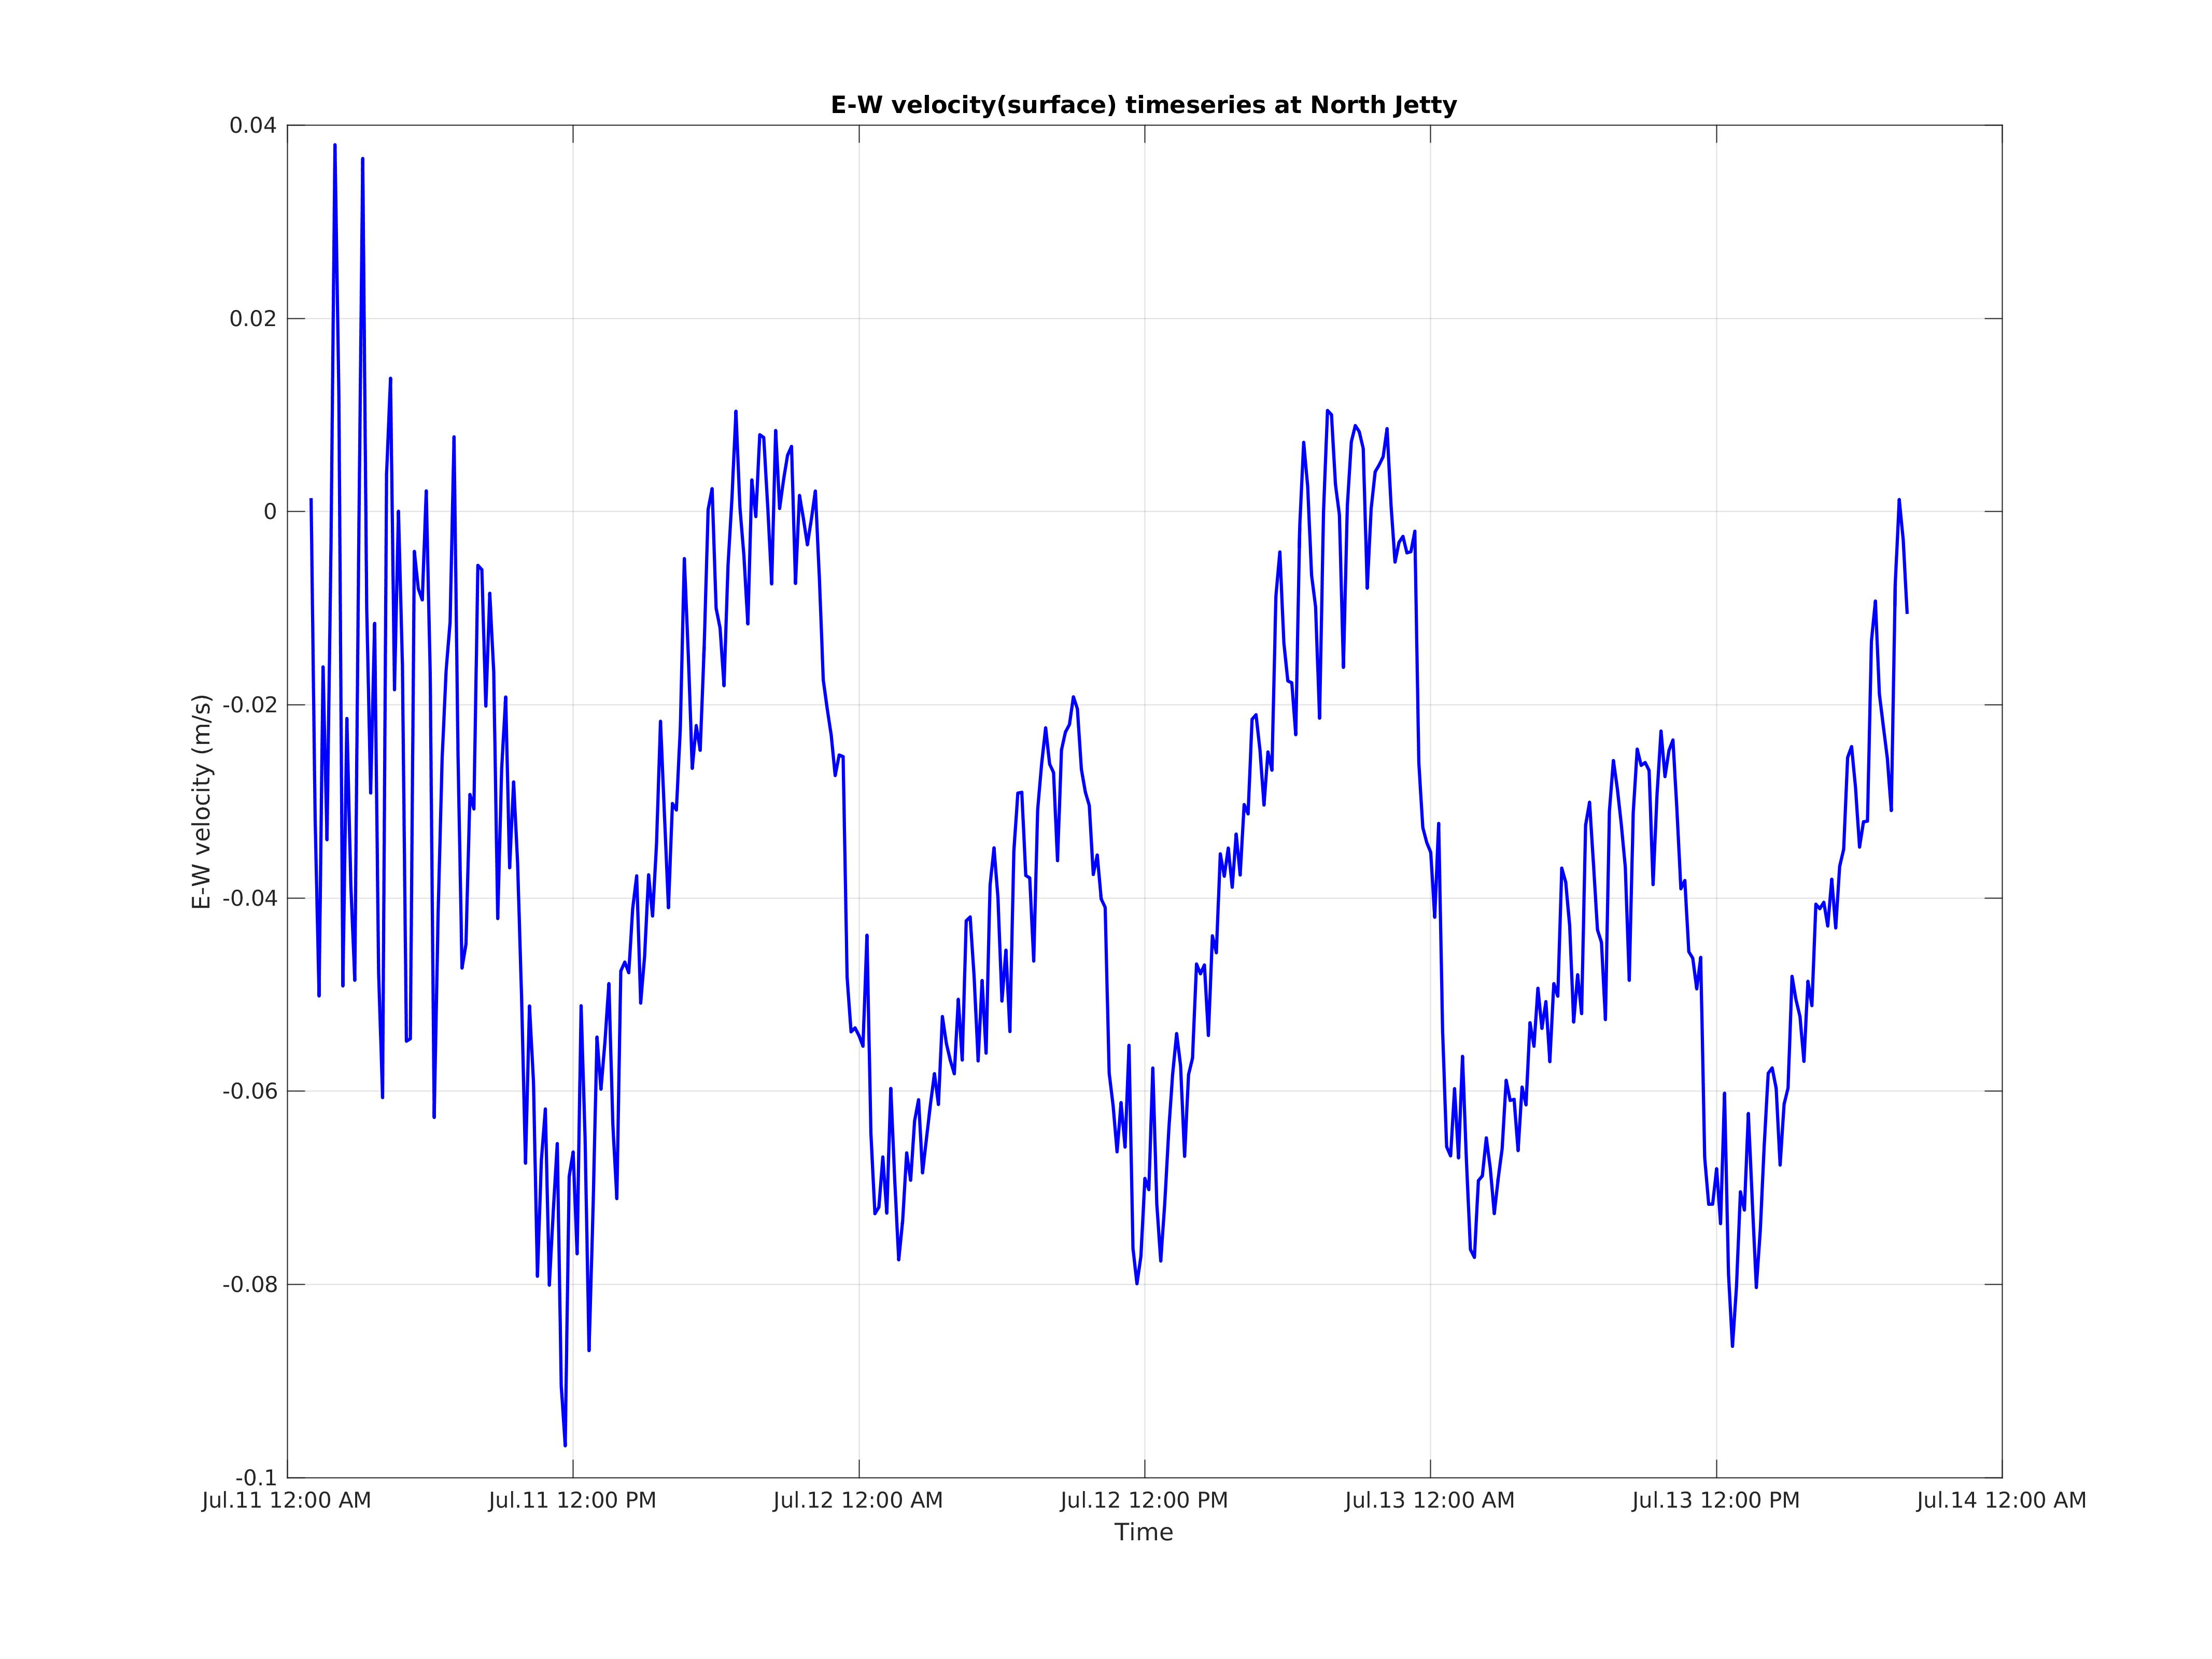 E-W velocity(surface) timeseries at North Jetty
0.04
0.02
0
-0.02
-0.04
-0.06
-0.08
-0.1
E-W velocity (m/s)
Jul.11 12:00 AM
Jul.11 12:00 PM
Jul.12 12:00 AM
Jul.12 12:00 PM
Jul.13 12:00 AM
Jul.13 12:00 PM
Jul.14 12:00 AM
Time